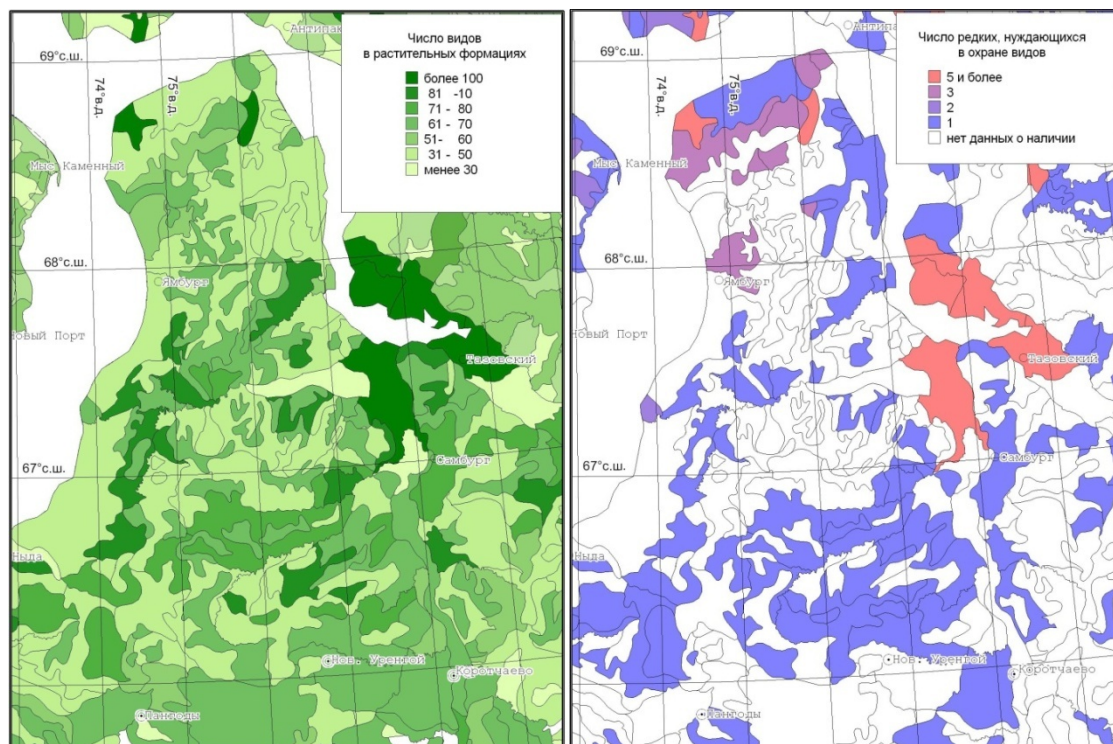 Антипа
Число видов
в растительных формациях
более 100
81 -10
71 - 80
61 - 70
51- 60
31 - 50
менее 30
69°с.ш.
74°в.д.
75°в.д.
Мыс Каменный
68°с.ш.
Ямбург
Новый Порт
Тазовский
67°с.ш.
Самбург
Ныда
Нов. Уренгой
Коротчаево
Пангоды
Антипа
Число редких, нуждающихся
в охране видов
5 и более
3
2
1
нет данных о наличии
69°с.ш.
74°в.д.
75°в.д.
Мыс Каменный
68°с.ш.
Ямбург
Новый Порт
Тазовский
67°с.ш.
Самбург
Ныда
Нов. Уренгой
Коротчаево
Пангоды